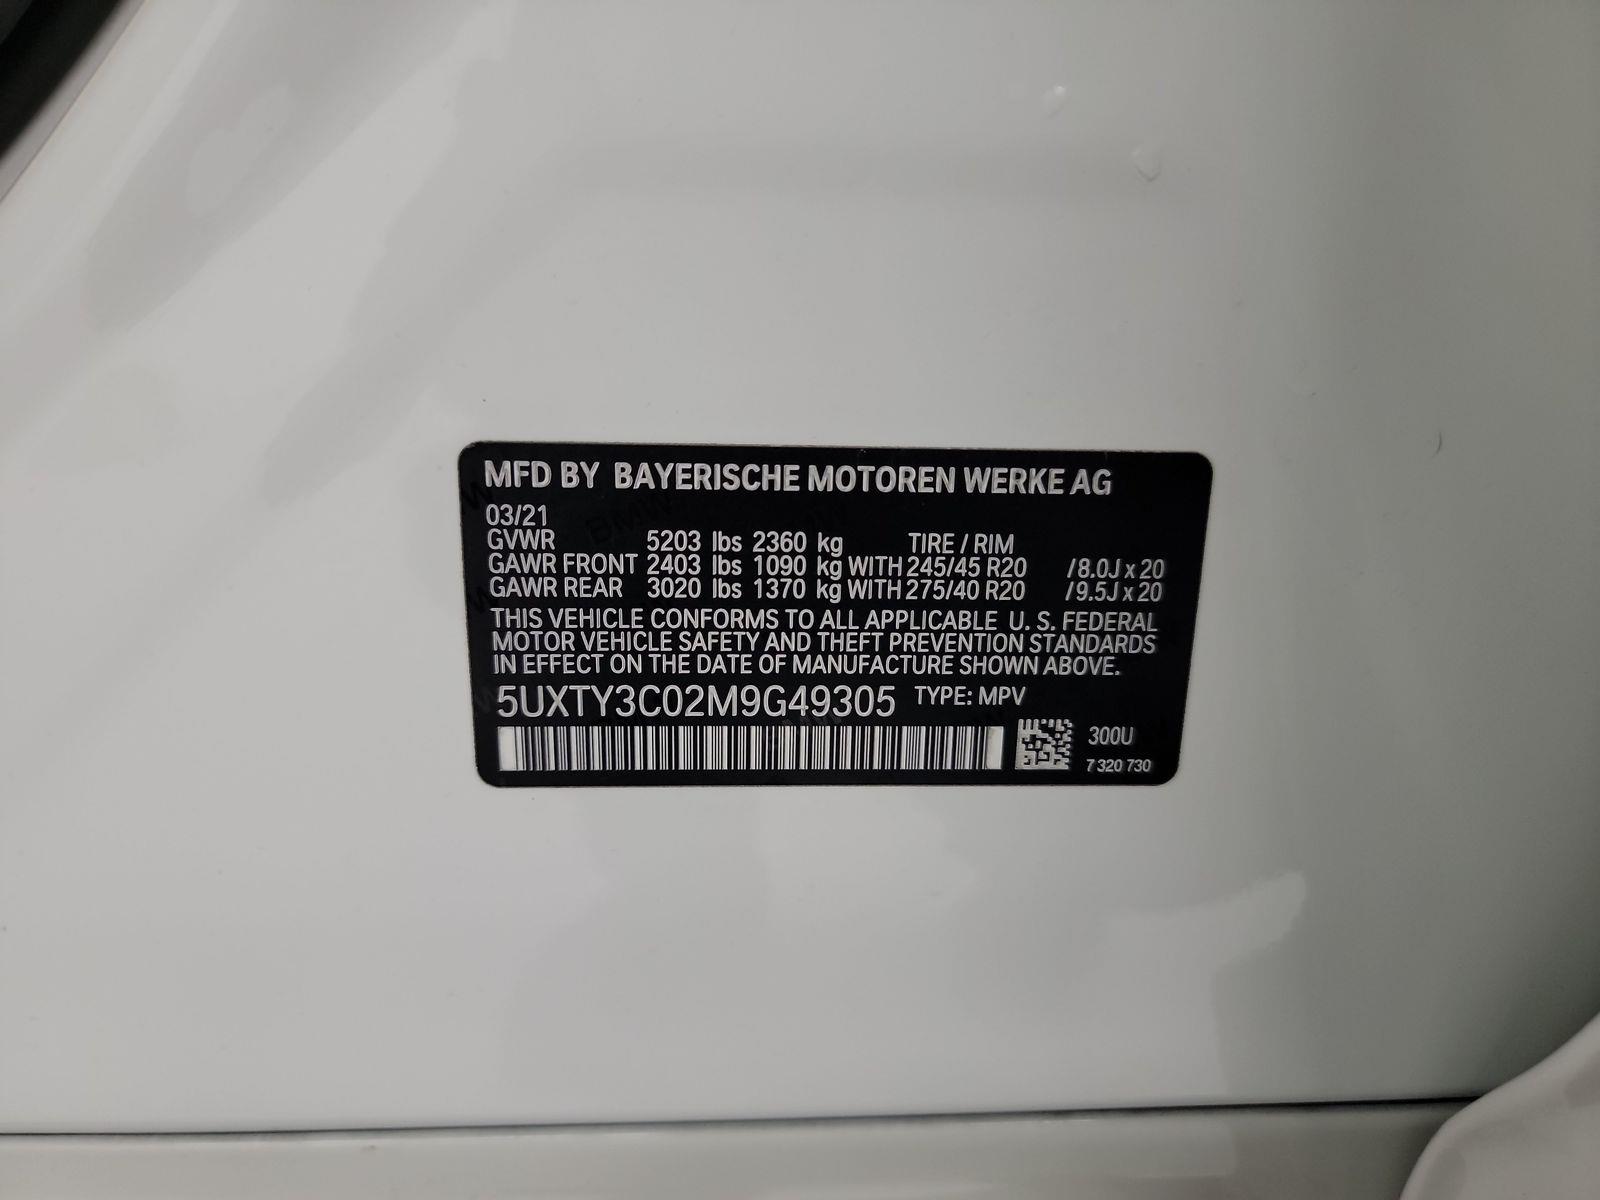 MFD BY BAYERISCHE MOTOREN WERKE AG
03/21
GVWR 5203 lbs 2360 kg TIRE / RIM
GAWR FRONT 2403 lbs 1090 kg WITH 245/45 R20 /8.0J x 20
GAWR REAR 3020 lbs 1370 kg WITH 275/40 R20 /9.5J x 20
THIS VEHICLE CONFORMS TO ALL APPLICABLE U. S. FEDERAL
MOTOR VEHICLE SAFETY AND THEFT PREVENTION STANDARDS
IN EFFECT ON THE DATE OF MANUFACTURE SHOWN ABOVE.
5UXTY3C02M9G49305 TYPE: MPV
300U
7 320 730